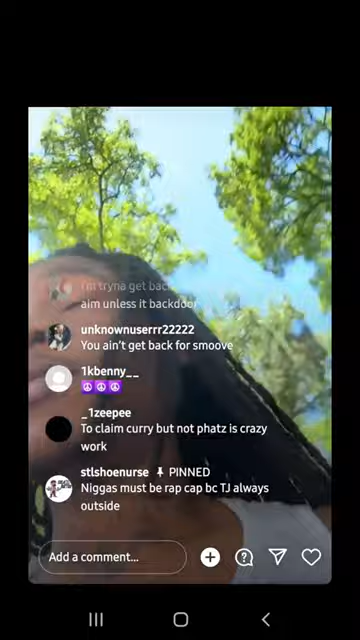 I'm tryna get back
aim unless it backdoor
unknownuserrr22222
You ain't get back for smoove
1kbenny__
☮️☮️☮️
_1zeepee
To claim curry but not phatz is crazy
work
stlshoenurse PINNED
Niggas must be rap cap bc TJ always
outside
Add a comment...